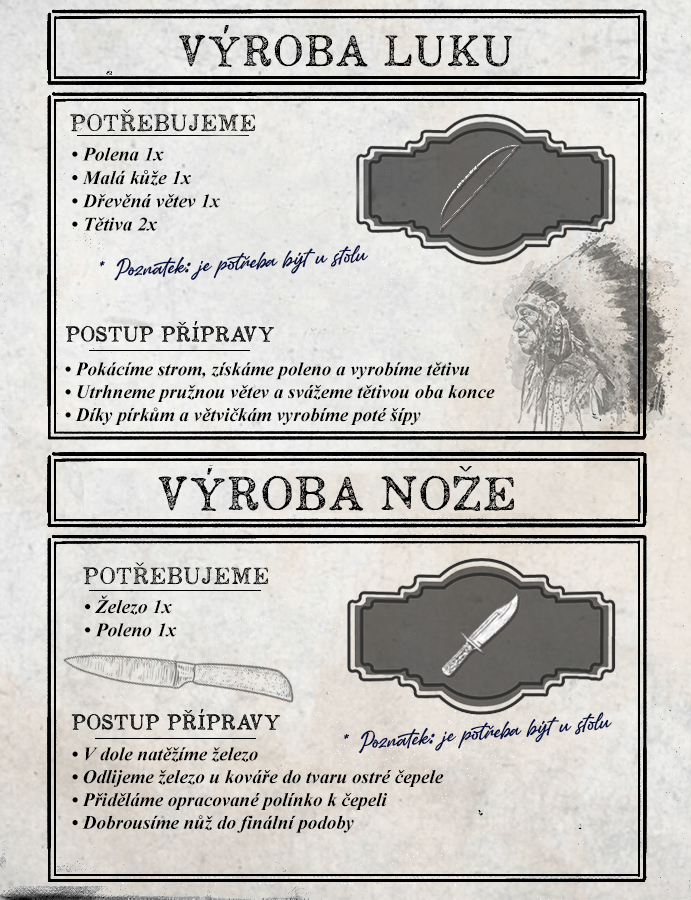 VÝROBA LUKU
POTŘEBUJEME
• Polena 1x
• Malá kůže 1x
• Dřevěná větev 1x
• Tětiva 2x
* Poznatek: je potřeba být u stolu
POSTUP PŘÍPRAVY
• Pokácíme strom, získáme poleno a vyrobíme tětivu
• Utrhneme pružnou větev a svážeme tětivou oba konce
• Díky pírkům a větvičkám vyrobíme poté šípy
VÝROBA NOŽE
POTŘEBUJEME
• Železo 1x
• Poleno 1x
POSTUP PŘÍPRAVY
* Poznatek: je potřeba být u stolu
• V dole natěžíme železo
• Odlijeme železo u kováře do tvaru ostré čepele
• Přiděláme opracované polínko k čepeli
• Dobrousíme nůž do finální podoby